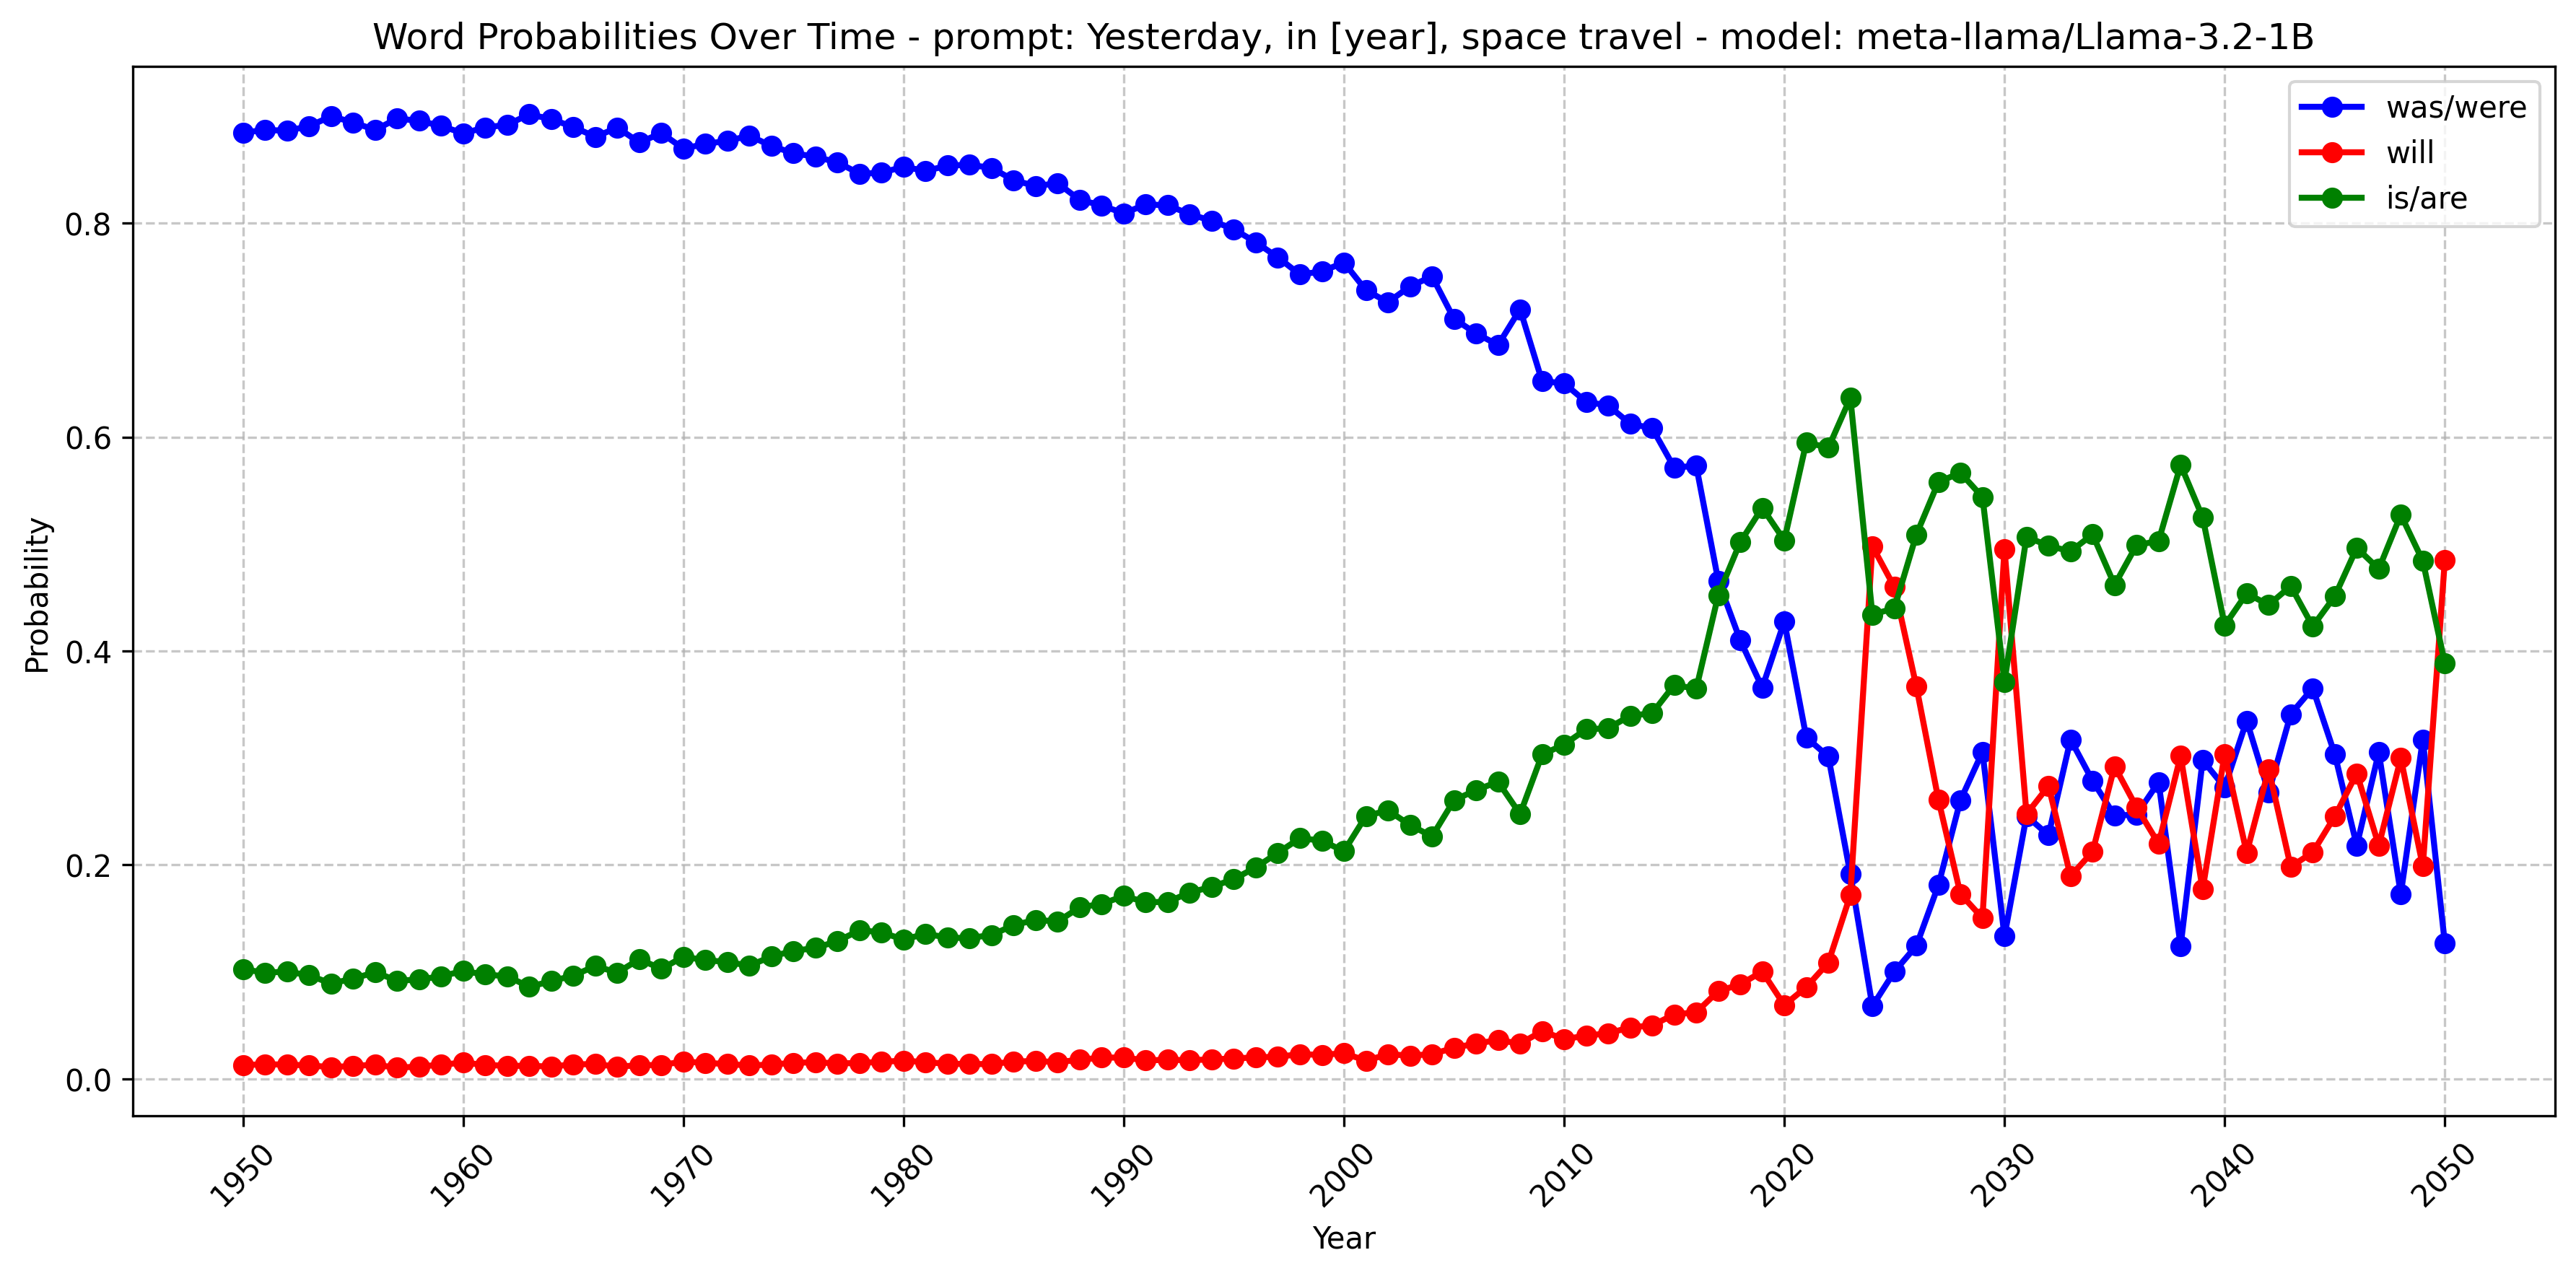 Word Probabilities Over Time - prompt: Yesterday, in [year], space travel - model: meta-llama/Llama-3.2-1B
was/were
will
is/are
Probability
0.8
0.6
0.4
0.2
0.0
1950
1960
1970
1980
1990
2000
2010
2020
2030
2040
2050
Year